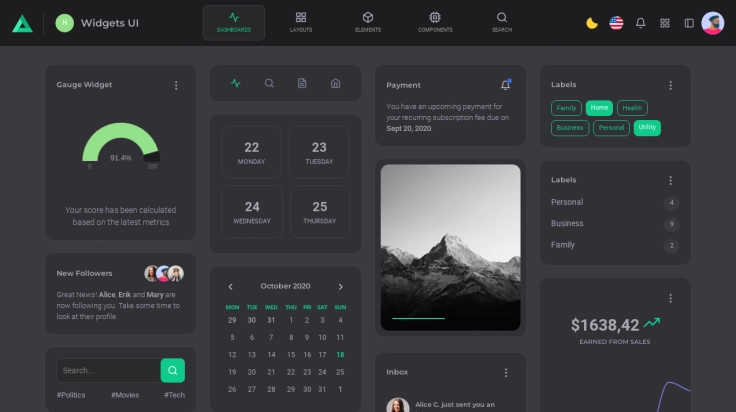 H
Widgets UI
DASHBOARDS
LAYOUTS
ELEMENTS
COMPONENTS
SEARCH
Gauge Widget
91.4%
0 100
Your score has been calculated
based on the latest metrics
New Followers
Great News! Alice, Erik and Mary are
now following you. Take some time to
look at their profile.
Search...
#Politics #Movies #Tech
22
MONDAY
23
TUESDAY
24
WEDNESDAY
25
THURSDAY
October 2020
MON TUE WED THU FRI SAT SUN
29 30 31 1 2 3 4
5 6 7 8 9 10 11
12 13 14 15 16 17 18
19 20 21 22 23 24 25
26 27 28 29 30 31 1
Payment
You have an upcoming payment for
your recurring subscription fee due on
Sept 20, 2020
Inbox
Alice C. just sent you an
Labels
Family Home Health
Business Personal Utility
Labels
Personal 4
Business 9
Family 2
$1638,42
EARNED FROM SALES